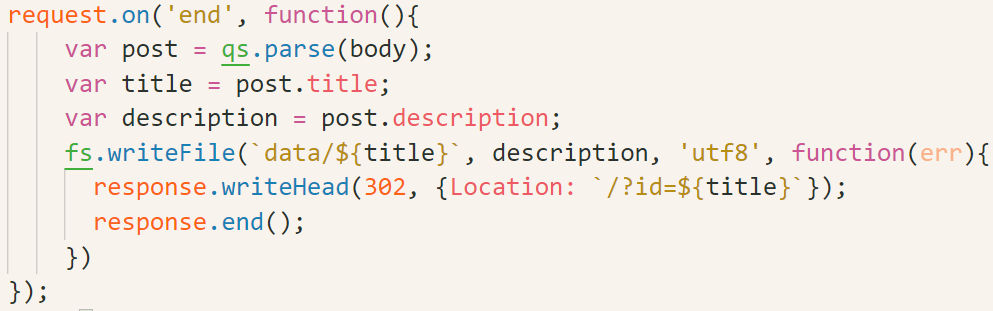 request.on('end', function(){
    var post = qs.parse(body);
    var title = post.title;
    var description = post.description;
    fs.writeFile(`data/${title}`, description, 'utf8', function(err){
      response.writeHead(302, {Location: `/?id=${title}`});
      response.end();
    })
});